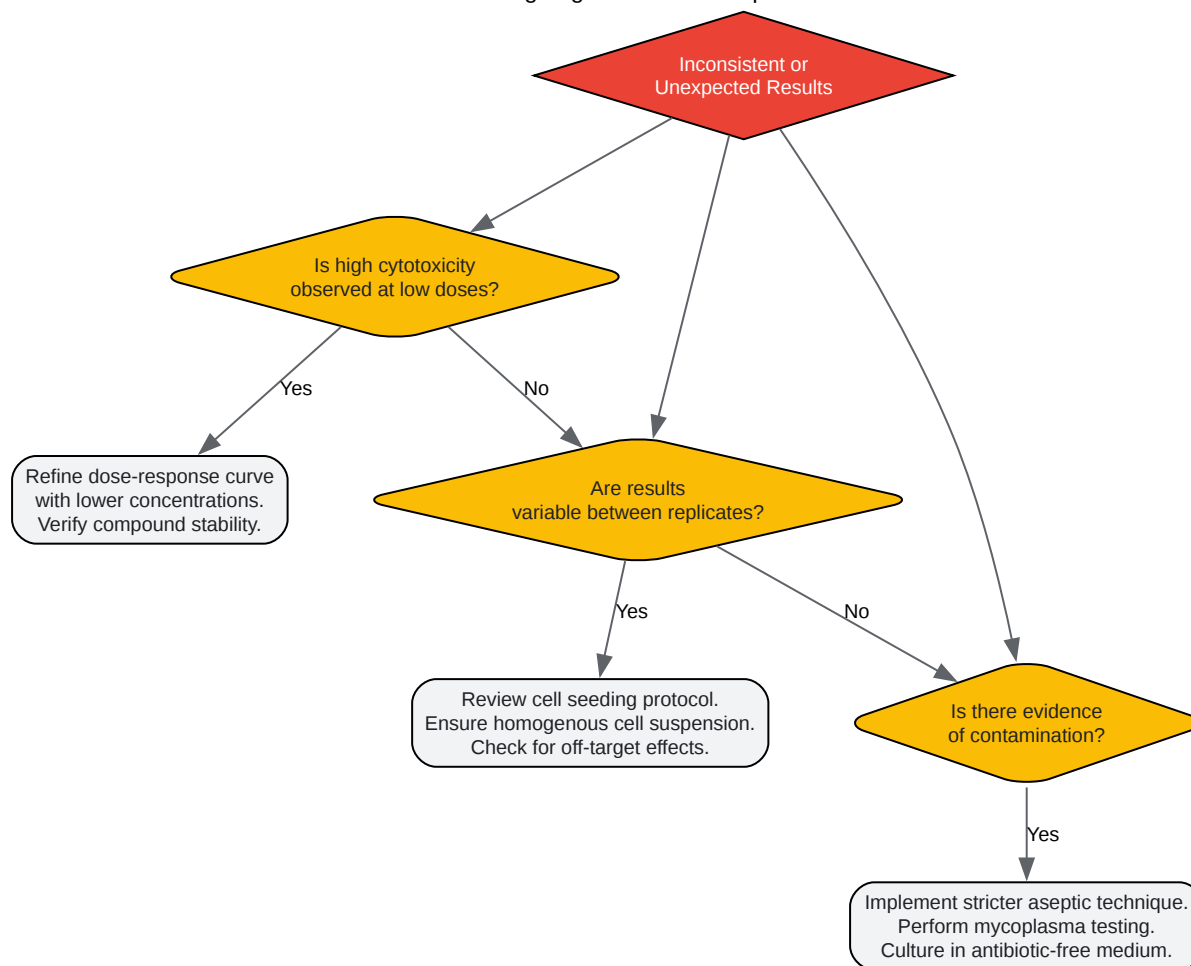 Inconsistent or
Unexpected Results
Is high cytotoxicity
observed at low doses?
Yes
No
Refine dose-response curve
with lower concentrations.
Verify compound stability.
Are results
variable between replicates?
Yes
No
Review cell seeding protocol.
Ensure homogenous cell suspension.
Check for off-target effects.
Is there evidence
of contamination?
Yes
Implement stricter aseptic technique.
Perform mycoplasma testing.
Culture in antibiotic-free medium.